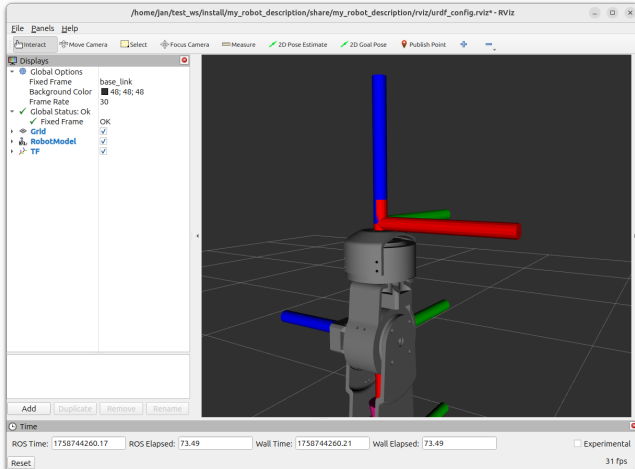 /home/jan/test_ws/install/my_robot_description/share/my_robot_description/rviz/urdf_config.rviz* - RViz
File Panels Help
Interact Move Camera Select Focus Camera Measure 2D Pose Estimate 2D Goal Pose Publish Point
Displays
Global Options
Fixed Frame base_link
Background Color 48; 48; 48
Frame Rate 30
Global Status: Ok
Fixed Frame OK
Grid
RobotModel
TF
Add Duplicate Remove Rename
Time
ROS Time: 1758744260.17 ROS Elapsed: 73.49 Wall Time: 1758744260.21 Wall Elapsed: 73.49 Experimental
Reset 31 fps